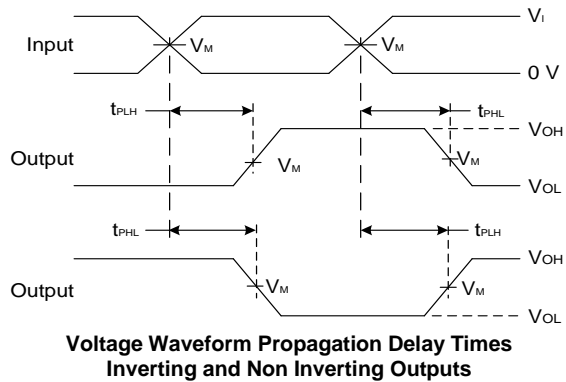 VI
Input VM VM
0 V
tPLH tPHL
VOH
Output VM VM
VOL
tPHL tPLH
VOH
Output VM VM
VOL
Voltage Waveform Propagation Delay Times
Inverting and Non Inverting Outputs